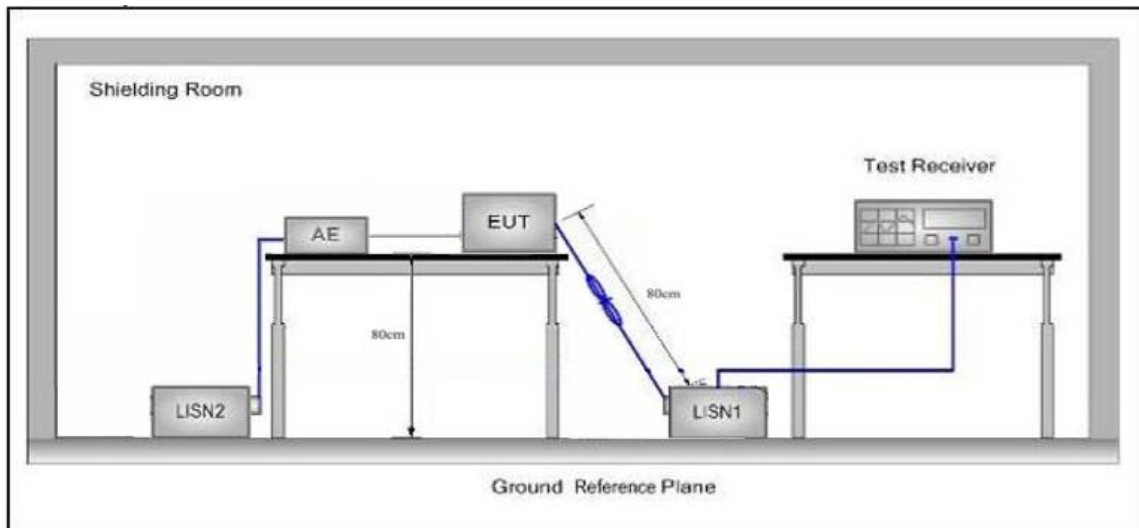 Shielding Room
Test Receiver
AE
EUT
80cm
80cm
LISN2
LISN1
Ground Reference Plane